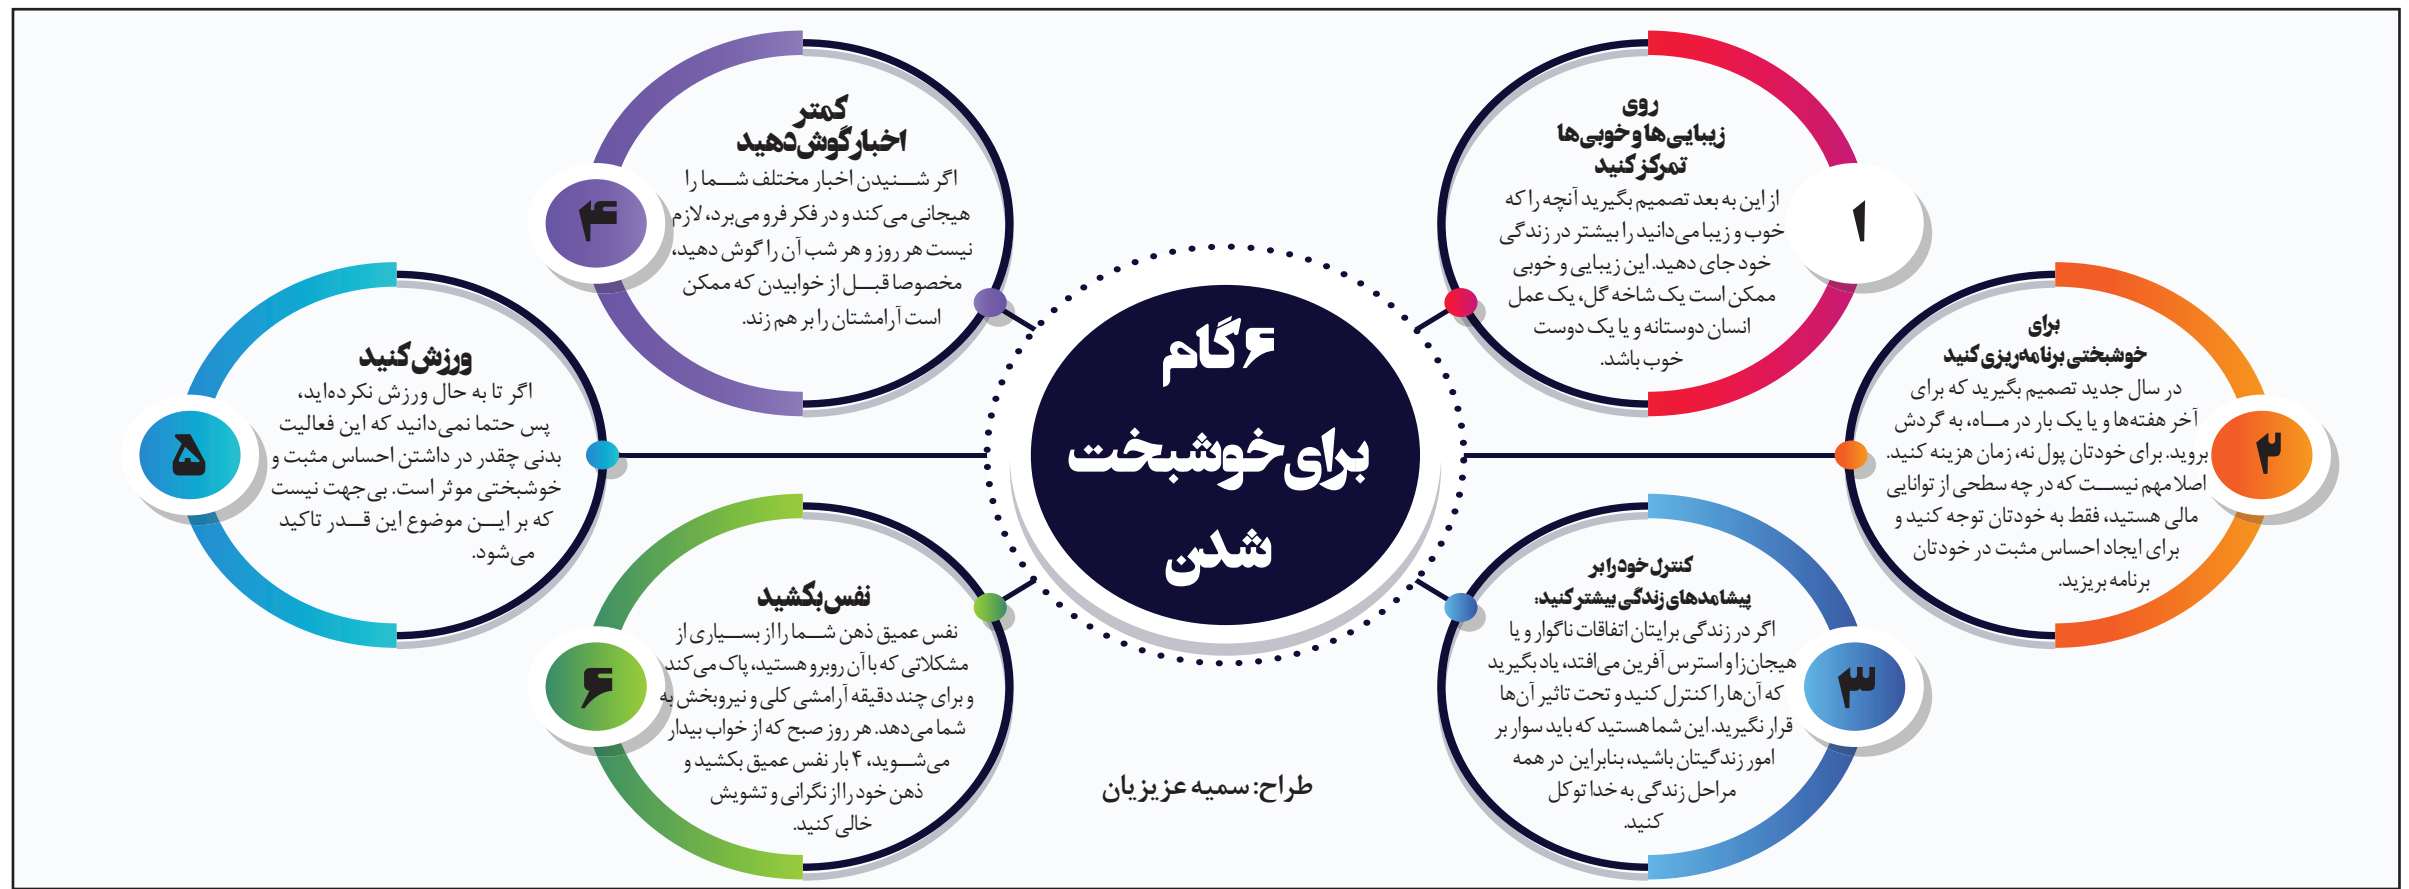 ۶ گام
برای خوشبخت
شدن
۱
روی
زیبایی‌ها و خوبی‌ها
تمرکز کنید
از این به بعد تصمیم بگیرید آنچه را که
خوب و زیبا می‌دانید را بیشتر در زندگی
خود جای دهید. این زیبایی و خوبی
ممکن است یک شاخه گل، یک عمل
انسان دوستانه و یا یک دوست
خوب باشد.
۲
برای
خوشبختی برنامه‌ریزی کنید
در سال جدید تصمیم بگیرید که برای
آخر هفته‌ها و یا یک بار در مــاه، به گردش
بروید. برای خودتان پول نه، زمان هزینه کنید.
اصلا مهم نیســت که در چه سطحی از توانایی
مالی هستید، فقط به خودتان توجه کنید و
برای ایجاد احساس مثبت در خودتان
برنامه بریزید.
۳
کنترل خود را بر
پیشامدهای زندگی بیشتر کنید:
اگر در زندگی برایتان اتفاقات ناگوار و یا
هیجان‌زا و استرس آفرین می‌افتد، یاد بگیرید
که آن‌ها را کنترل کنید و تحت تاثیر آن‌ها
قرار نگیرید. این شما هستید که باید سوار بر
امور زندگیتان باشید، بنابراین در همه
مراحل زندگی به خدا توکل
کنید.
۴
کمتر
اخبار گوش دهید
اگر شــنیدن اخبار مختلف شــما را
هیجانی می‌کند و در فکر فرو می‌برد، لازم
نیست هر روز و هر شب آن را گوش دهید،
مخصوصا قبــل از خوابیدن که ممکن
است آرامشتان را بر هم زند.
۵
ورزش کنید
اگر تا به حال ورزش نکرده‌اید،
پس حتما نمی‌دانید که این فعالیت
بدنی چقدر در داشتن احساس مثبت و
خوشبختی موثر است. بی‌جهت نیست
که بر ایــن موضوع این قــدر تاکید
می‌شود.
۶
نفس بکشید
نفس عمیق ذهن شــما را از بســیاری از
مشکلاتی که با آن روبرو هستید، پاک می‌کند
و برای چند دقیقه آرامشی کلی و نیروبخش به
شما می‌دهد. هر روز صبح که از خواب بیدار
می‌شــوید، ۴ بار نفس عمیق بکشید و
ذهن خود را از نگرانی و تشویش
خالی کنید.
طراح: سمیه عزیزیان